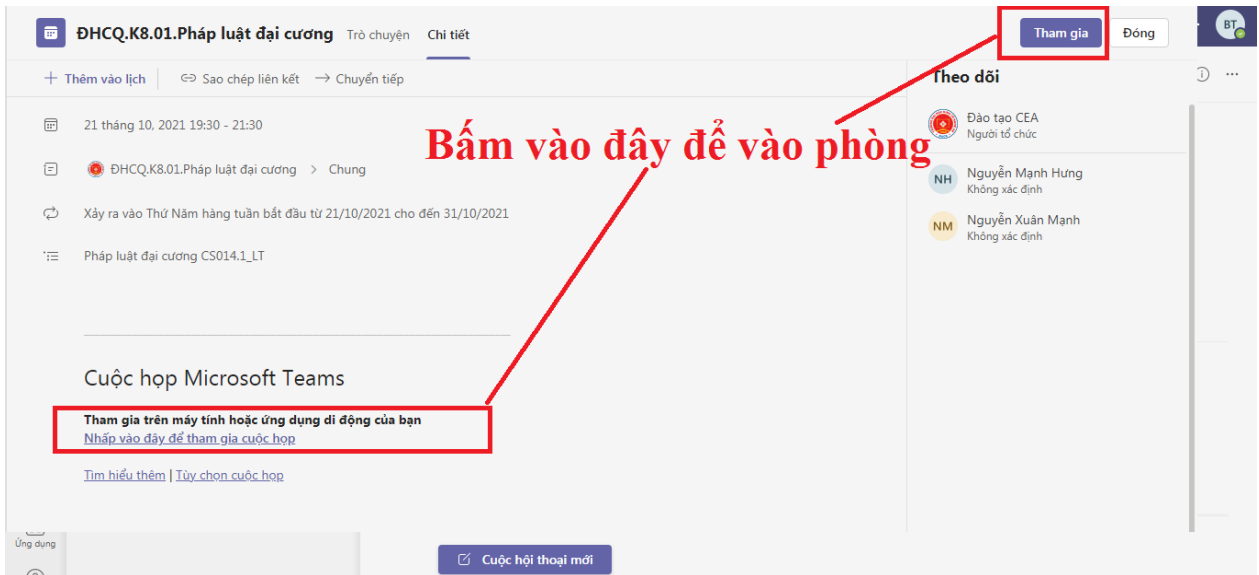 ĐHCQ.K8.01.Pháp luật đại cương Trò chuyện Chi tiết
Tham gia Đóng
BT
Thêm vào lịch Sao chép liên kết Chuyển tiếp
Theo dõi
21 tháng 10, 2021 19:30 - 21:30
Đào tạo CEA
Người tổ chức
Bấm vào đây để vào phòng
ĐHCQ.K8.01.Pháp luật đại cương > Chung
NH Nguyễn Mạnh Hưng
Không xác định
Xảy ra vào Thứ Năm hàng tuần bắt đầu từ 21/10/2021 cho đến 31/10/2021
NM Nguyễn Xuân Mạnh
Không xác định
Pháp luật đại cương CS014.1_LT
Cuộc họp Microsoft Teams
Tham gia trên máy tính hoặc ứng dụng di động của bạn
Nhấp vào đây để tham gia cuộc họp
Tìm hiểu thêm | Tùy chọn cuộc họp
Ứng dụng
Cuộc hội thoại mới